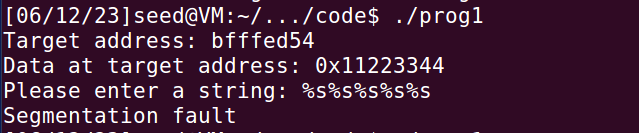 [06/12/23]seed@VM:~/.../code$ ./prog1
Target address: bfffed54
Data at target address: 0x11223344
Please enter a string: %s%s%s%s%s
Segmentation fault